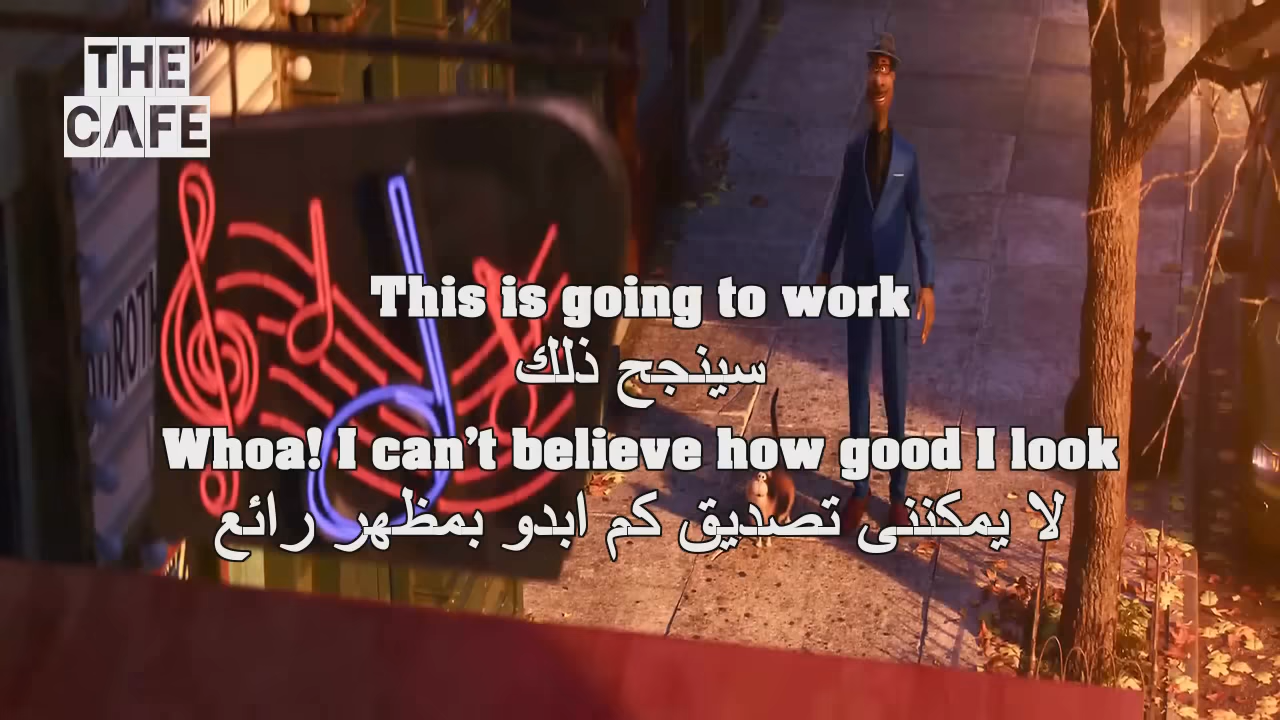 THE
CAFE
This is going to work
سينجح ذلك
Whoa! I can't believe how good I look
لا يمكننى تصديق كم ابدو بمظهر رائع